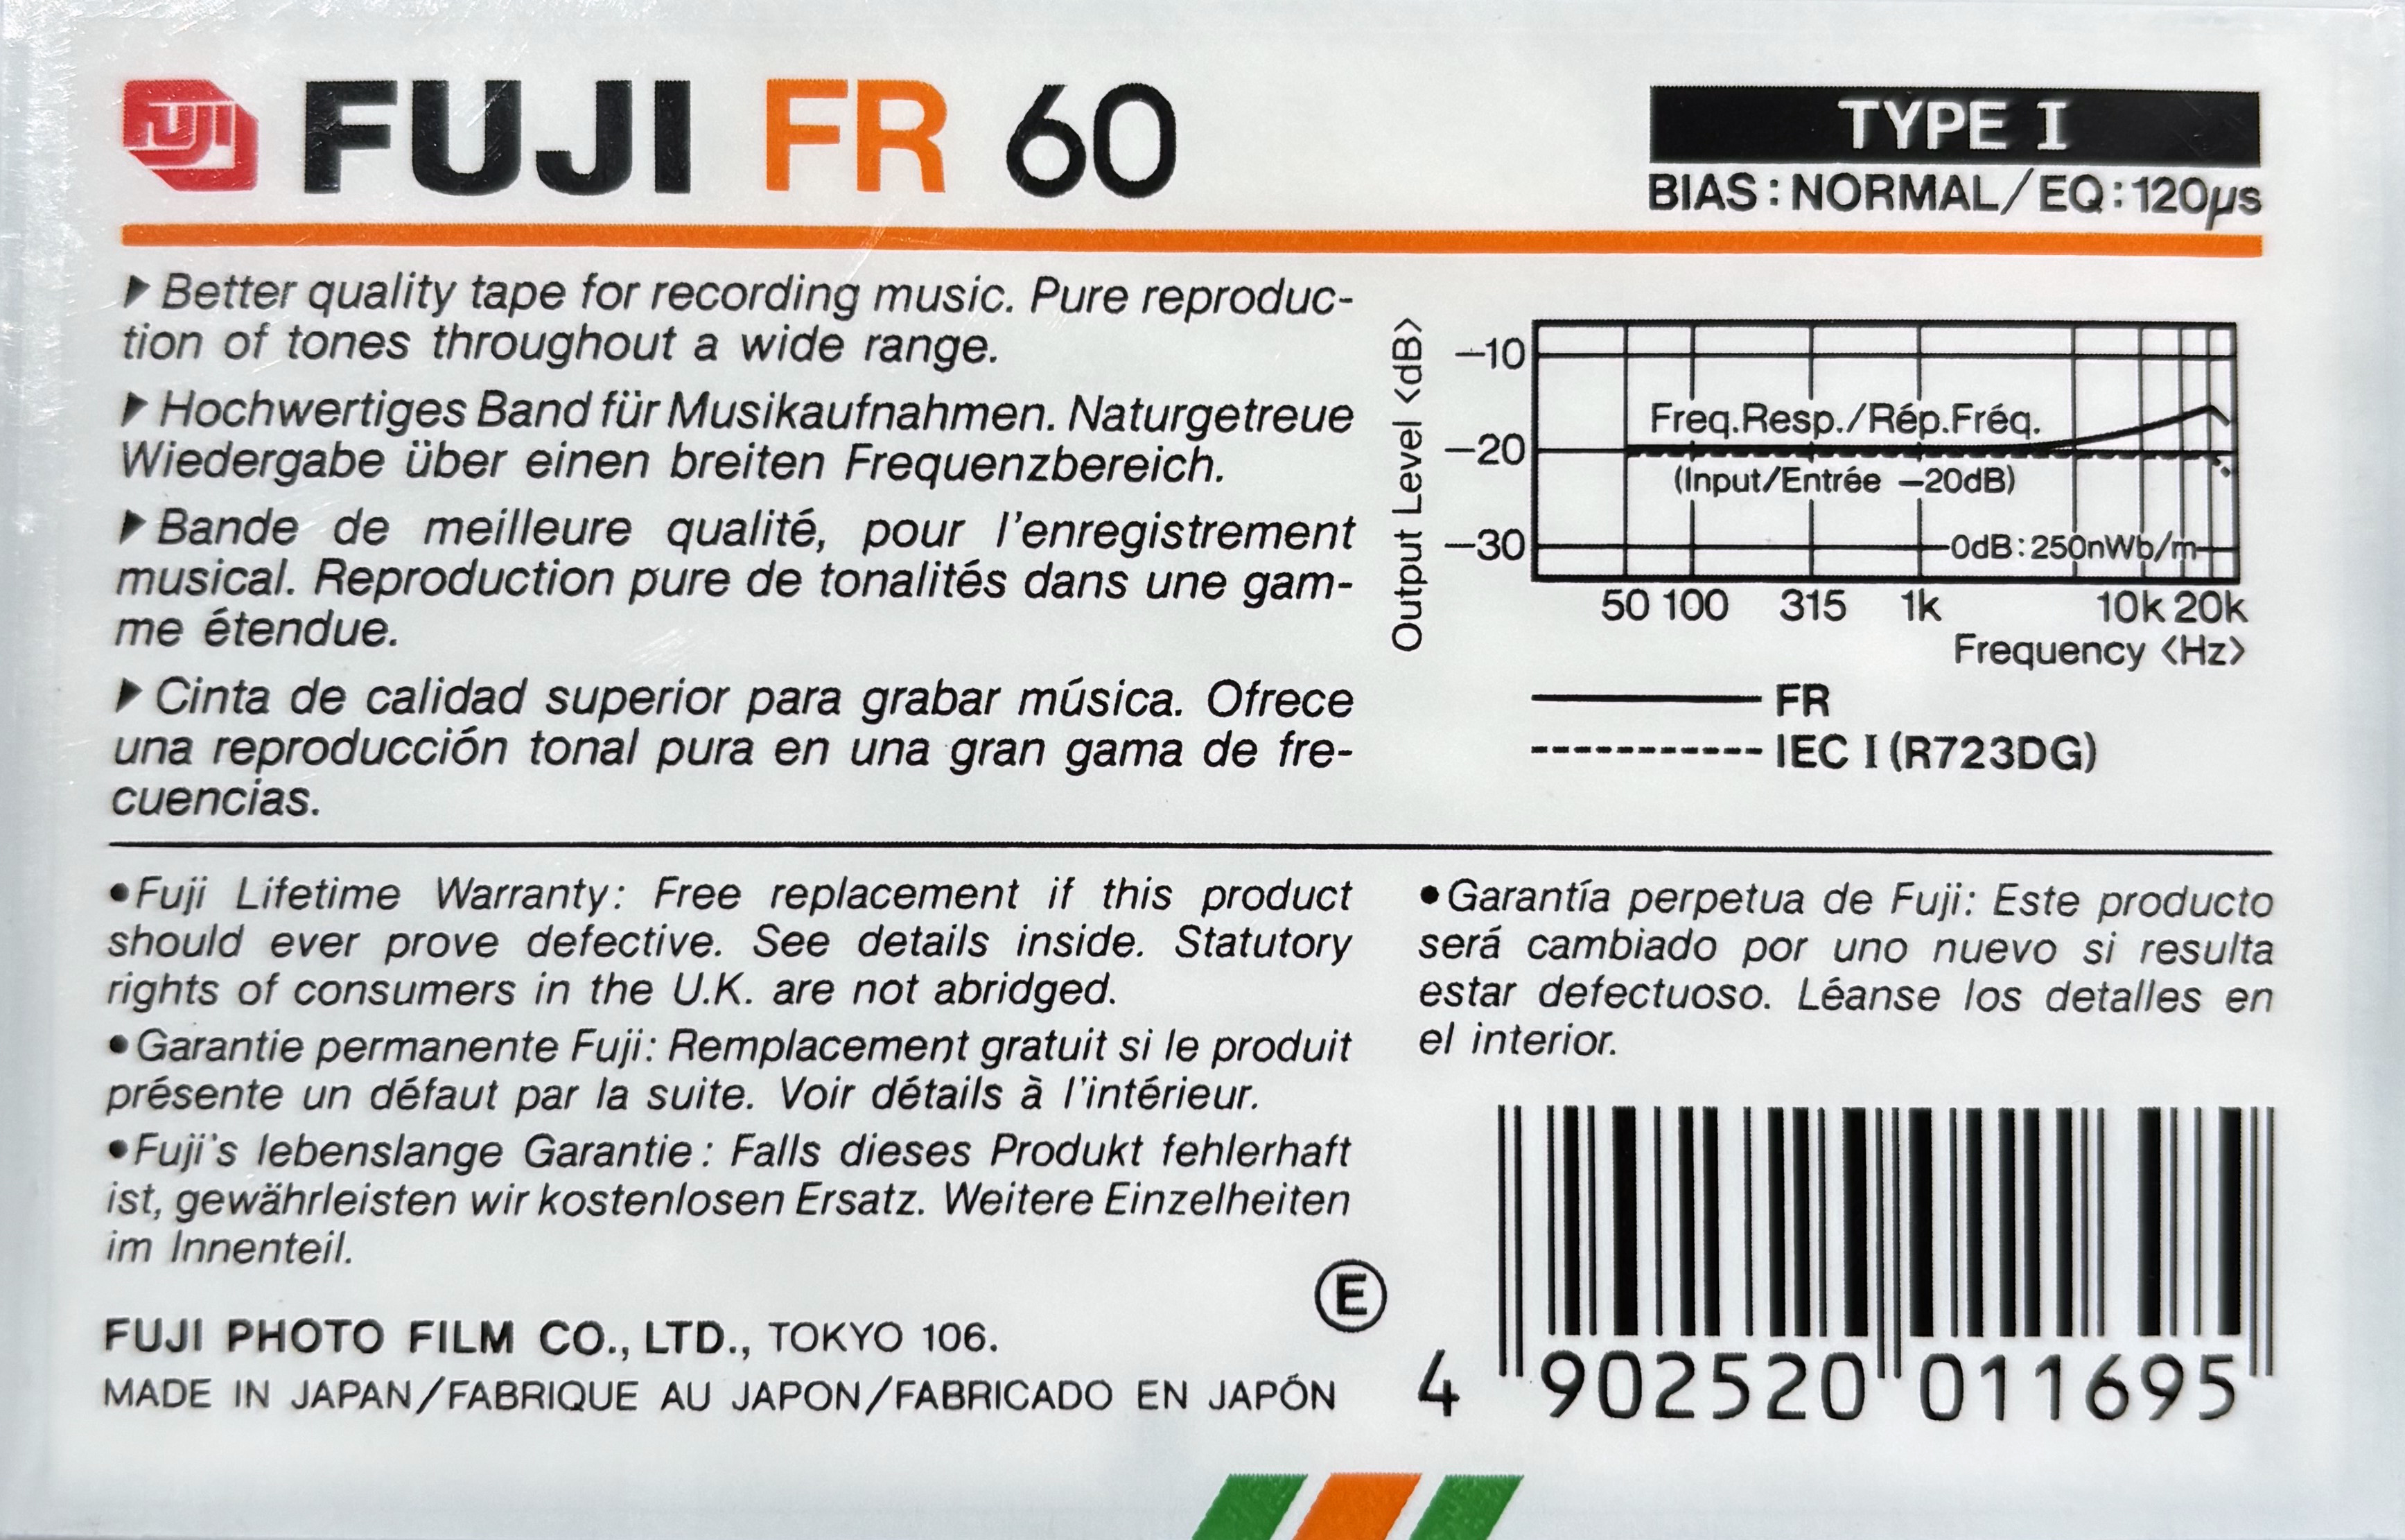 FUJI FUJI FR 60
TYPE I
BIAS : NORMAL/EQ : 120µs
▶ Better quality tape for recording music. Pure reproduc-
tion of tones throughout a wide range.
▶ Hochwertiges Band für Musikaufnahmen. Naturgetreue
Wiedergabe über einen breiten Frequenzbereich.
▶ Bande de meilleure qualité, pour l'enregistrement
musical. Reproduction pure de tonalités dans une gam-
me étendue.
▶ Cinta de calidad superior para grabar música. Ofrece
una reproducción tonal pura en una gran gama de fre-
cuencias.
Output Level <dB>
–10
–20
–30
Freq.Resp./Rép.Fréq.
(Input/Entrée –20dB)
0dB : 250nWb/m
50 100 315 1k 10k 20k
Frequency <Hz>
FR
IEC I (R723DG)
•Fuji Lifetime Warranty: Free replacement if this product
should ever prove defective. See details inside. Statutory
rights of consumers in the U.K. are not abridged.
•Garantie permanente Fuji: Remplacement gratuit si le produit
présente un défaut par la suite. Voir détails à l'intérieur.
•Fuji's lebenslange Garantie : Falls dieses Produkt fehlerhaft
ist, gewährleisten wir kostenlosen Ersatz. Weitere Einzelheiten
im Innenteil.
•Garantía perpetua de Fuji: Este producto
será cambiado por uno nuevo si resulta
estar defectuoso. Léanse los detalles en
el interior.
E
FUJI PHOTO FILM CO., LTD., TOKYO 106.
MADE IN JAPAN/FABRIQUE AU JAPON/FABRICADO EN JAPÓN
4 902520 011695